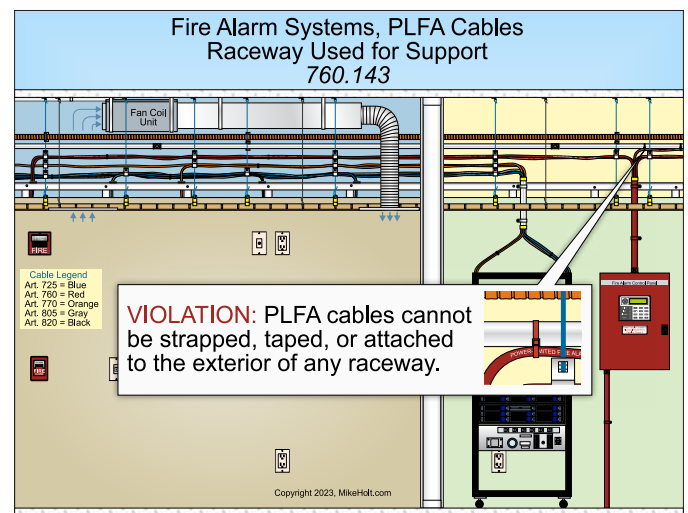 Fire Alarm Systems, PLFA Cables
Raceway Used for Support
760.143
Fan Coil
Unit
FIRE
Cable Legend
Art. 725 = Blue
Art. 760 = Red
Art. 770 = Orange
Art. 805 = Gray
Art. 820 = Black
Fire Alarm Control Panel
VIOLATION: PLFA cables cannot
be strapped, taped, or attached
to the exterior of any raceway.
FIRE
Copyright 2023, MikeHolt.com